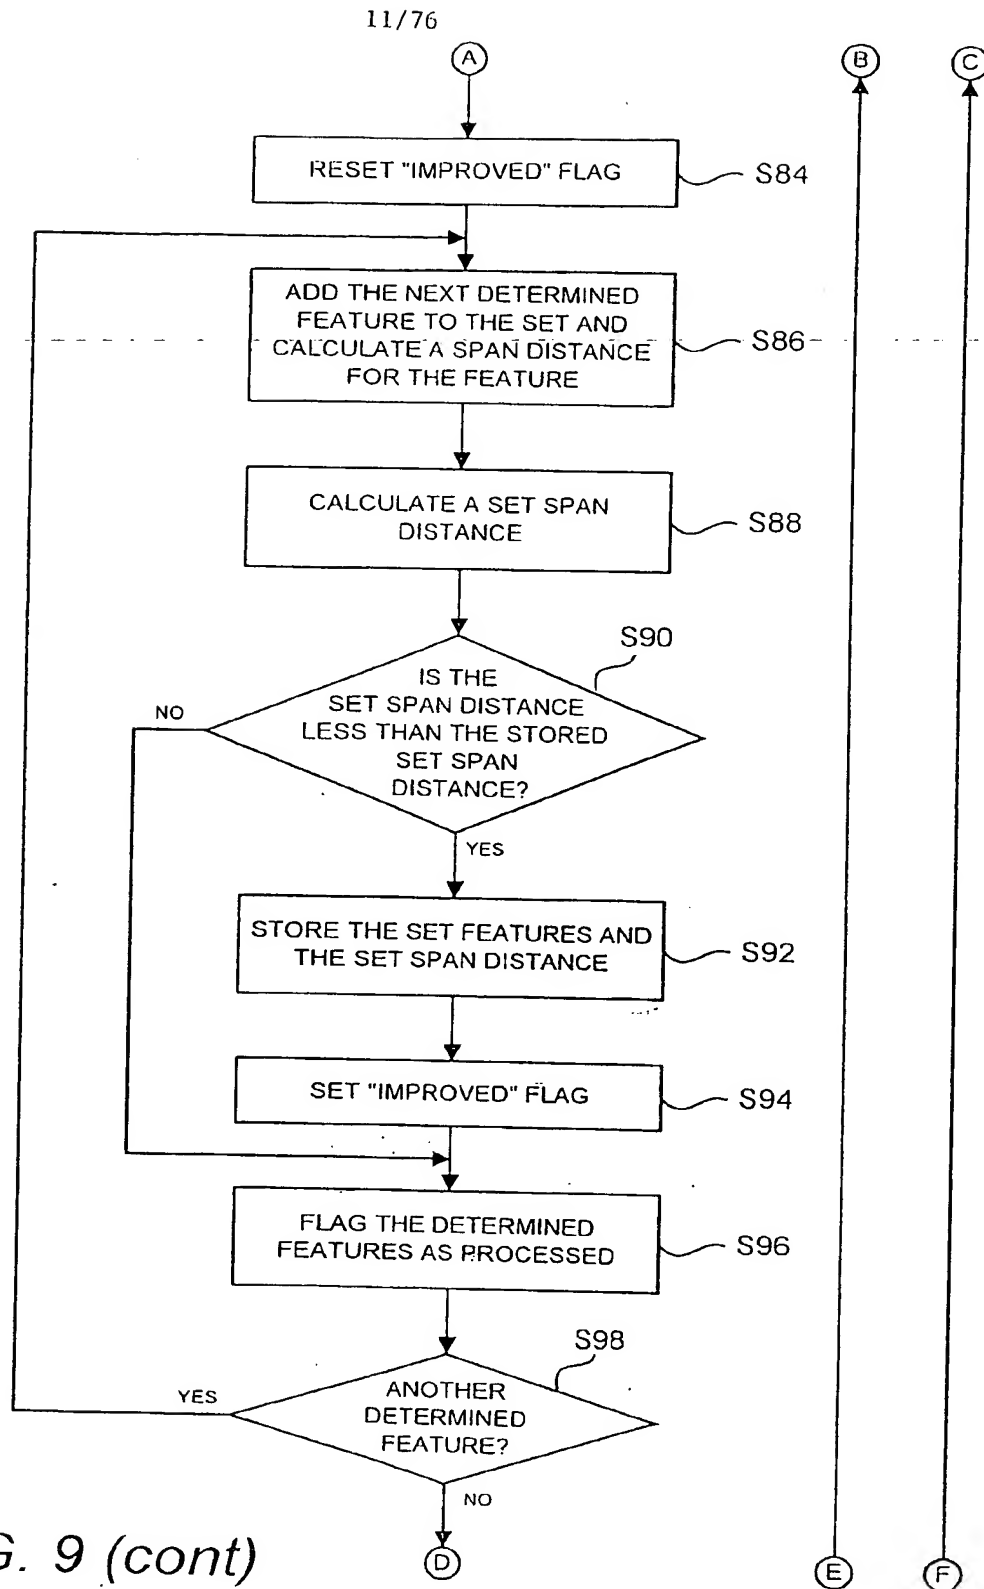 11/76
A
B
C
RESET "IMPROVED" FLAG
S84
ADD THE NEXT DETERMINED
FEATURE TO THE SET AND
CALCULATE A SPAN DISTANCE
FOR THE FEATURE
S86
CALCULATE A SET SPAN
DISTANCE
S88
S90
IS THE
SET SPAN DISTANCE
LESS THAN THE STORED
SET SPAN
DISTANCE?
NO
YES
STORE THE SET FEATURES AND
THE SET SPAN DISTANCE
S92
SET "IMPROVED" FLAG
S94
FLAG THE DETERMINED
FEATURES AS PROCESSED
S96
S98
ANOTHER
DETERMINED
FEATURE?
YES
NO
D
E
F
G. 9 (cont)